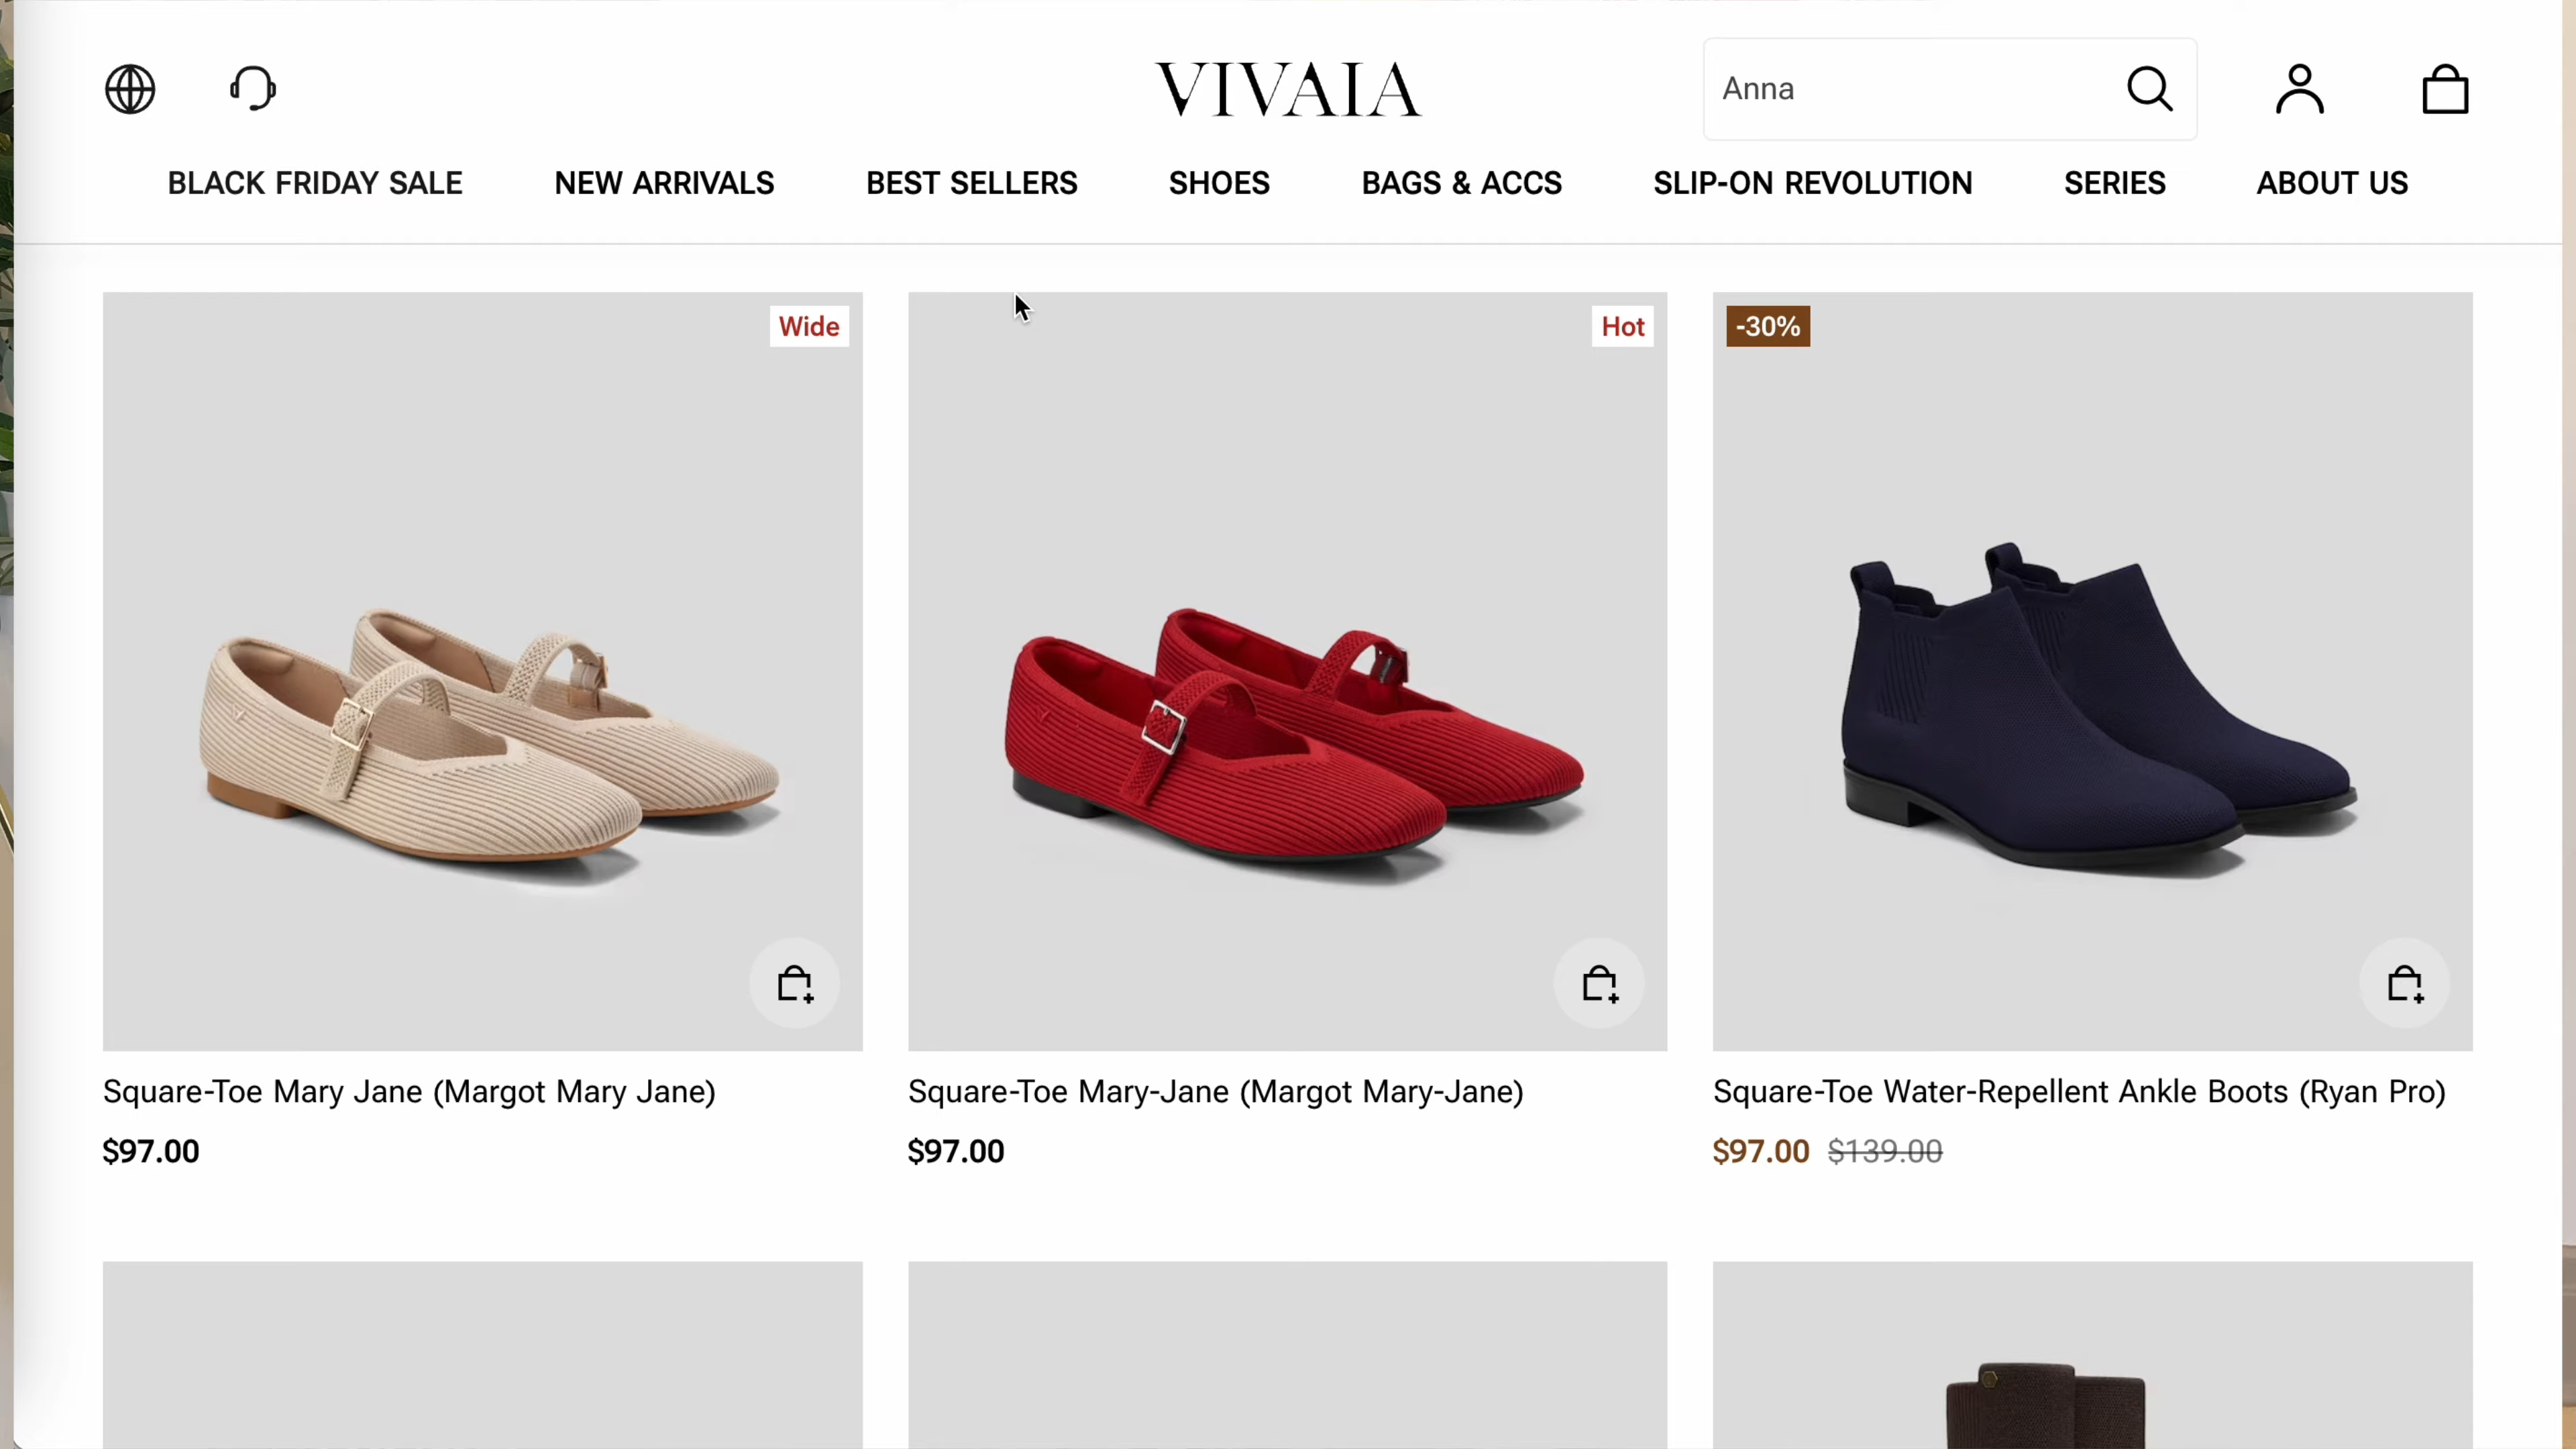 VIVAIA
Anna
BLACK FRIDAY SALE
NEW ARRIVALS
BEST SELLERS
SHOES
BAGS & ACCS
SLIP-ON REVOLUTION
SERIES
ABOUT US
Wide
Hot
-30%
Square-Toe Mary Jane (Margot Mary Jane)
$97.00
Square-Toe Mary-Jane (Margot Mary-Jane)
$97.00
Square-Toe Water-Repellent Ankle Boots (Ryan Pro)
$97.00 $139.00